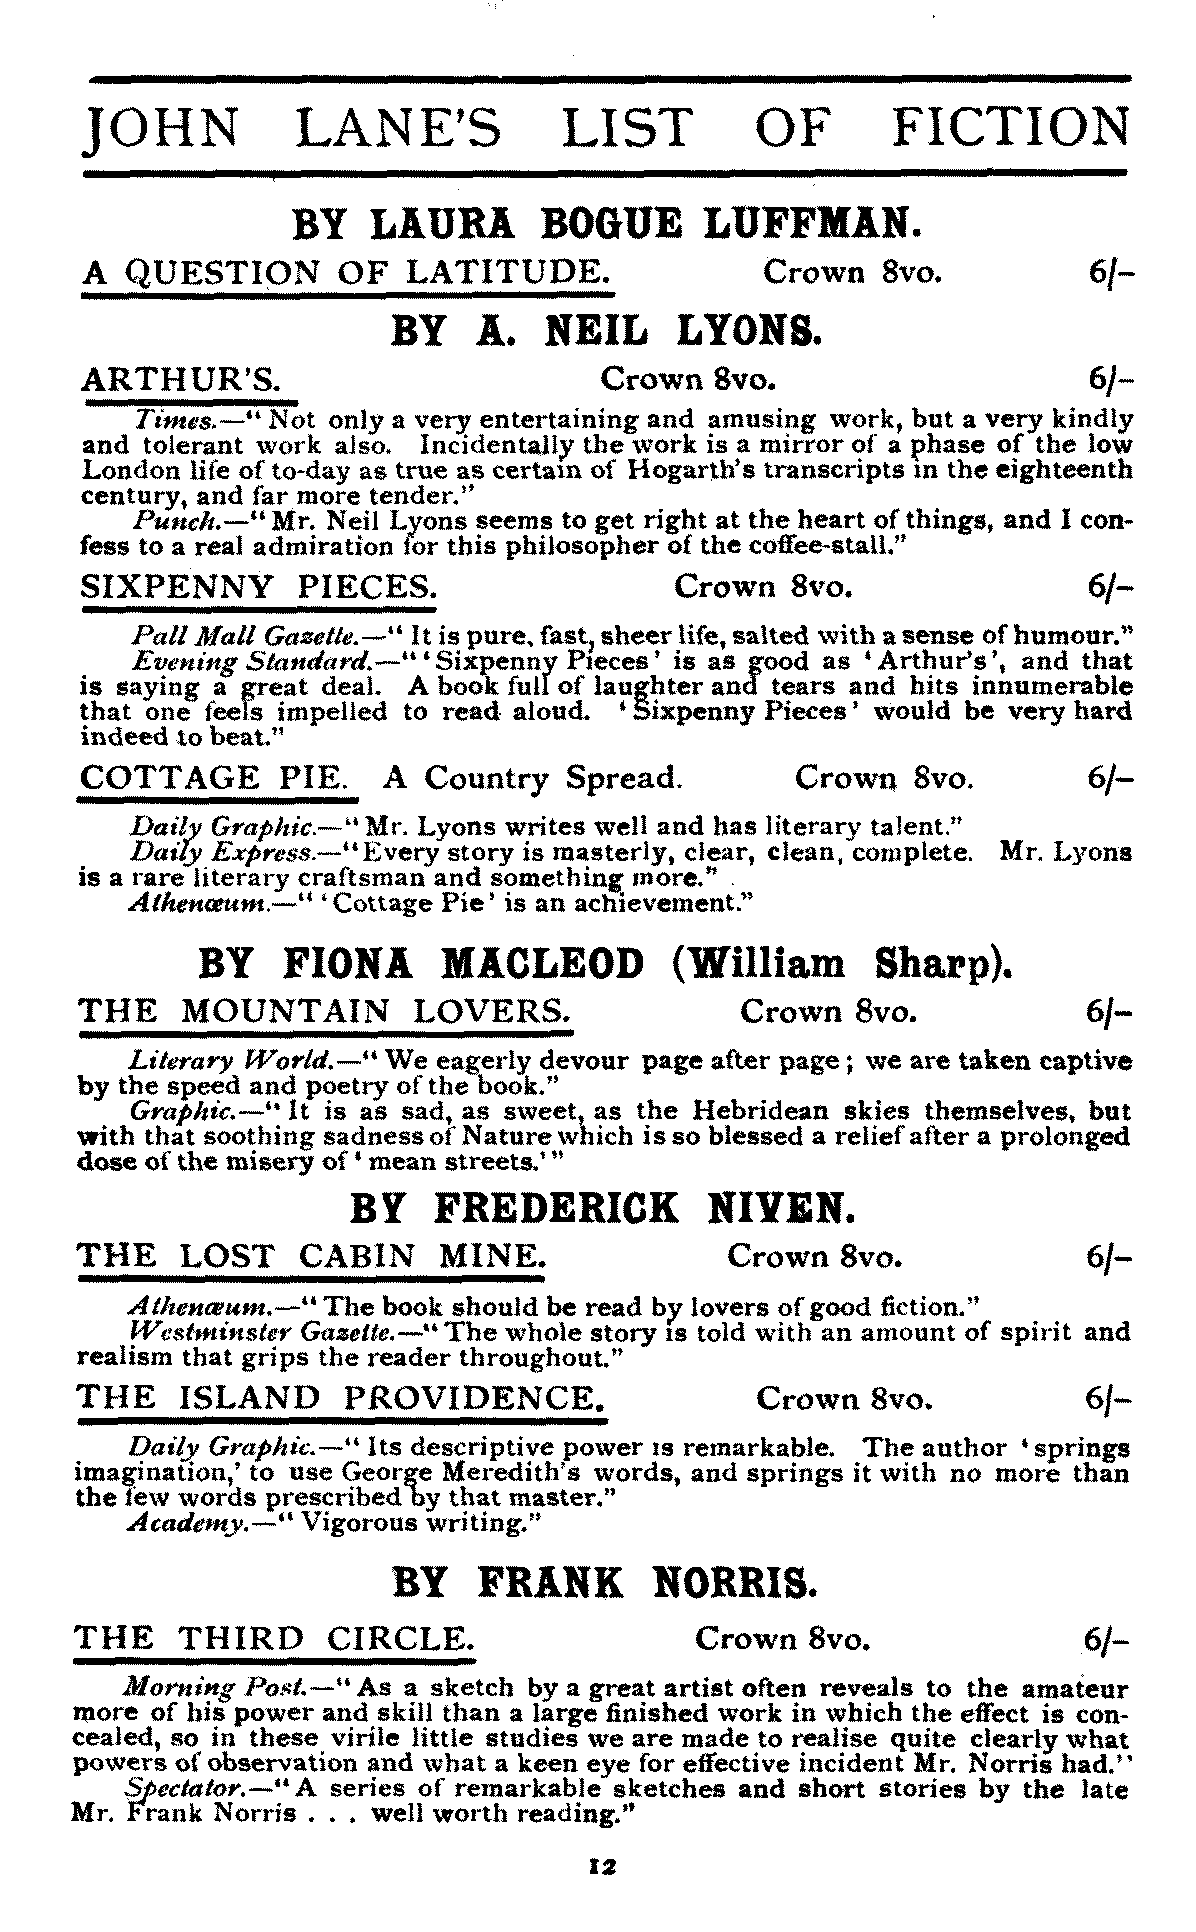 JOHN LANE'S LIST OF FICTION
BY LAURA BOGUE LUFFMAN.
A QUESTION OF LATITUDE. Crown 8vo. 6/–
BY A. NEIL LYONS.
ARTHUR'S. Crown 8vo. 6/–
Times.—“Not only a very entertaining and amusing work, but a very kindly
and tolerant work also. Incidentally the work is a mirror of a phase of the low
London life of to-day as true as certain of Hogarth's transcripts in the eighteenth
century, and far more tender.”
Punch.—“Mr. Neil Lyons seems to get right at the heart of things, and I con-
fess to a real admiration for this philosopher of the coffee-stall.”
SIXPENNY PIECES. Crown 8vo. 6/–
Pall Mall Gazette.—“It is pure, fast, sheer life, salted with a sense of humour.”
Evening Standard.—“‘Sixpenny Pieces’ is as good as ‘Arthur's’, and that
is saying a great deal. A book full of laughter and tears and hits innumerable
that one feels impelled to read aloud. ‘Sixpenny Pieces’ would be very hard
indeed to beat.”
COTTAGE PIE. A Country Spread. Crown 8vo. 6/–
Daily Graphic.—“Mr. Lyons writes well and has literary talent.”
Daily Express.—“Every story is masterly, clear, clean, complete. Mr. Lyons
is a rare literary craftsman and something more.”
Athenæum.—“‘Cottage Pie’ is an achievement.”
BY FIONA MACLEOD (William Sharp).
THE MOUNTAIN LOVERS. Crown 8vo. 6/–
Literary World.—“We eagerly devour page after page; we are taken captive
by the speed and poetry of the book.”
Graphic.—“It is as sad, as sweet, as the Hebridean skies themselves, but
with that soothing sadness of Nature which is so blessed a relief after a prolonged
dose of the misery of ‘mean streets.’”
BY FREDERICK NIVEN.
THE LOST CABIN MINE. Crown 8vo. 6/–
Athenæum.—“The book should be read by lovers of good fiction.”
Westminster Gazette.—“The whole story is told with an amount of spirit and
realism that grips the reader throughout.”
THE ISLAND PROVIDENCE. Crown 8vo. 6/–
Daily Graphic.—“Its descriptive power is remarkable. The author ‘springs
imagination,’ to use George Meredith's words, and springs it with no more than
the few words prescribed by that master.”
Academy.—“Vigorous writing.”
BY FRANK NORRIS.
THE THIRD CIRCLE. Crown 8vo. 6/–
Morning Post.—“As a sketch by a great artist often reveals to the amateur
more of his power and skill than a large finished work in which the effect is con-
cealed, so in these virile little studies we are made to realise quite clearly what
powers of observation and what a keen eye for effective incident Mr. Norris had.”
Spectator.—“A series of remarkable sketches and short stories by the late
Mr. Frank Norris . . . well worth reading.”
12